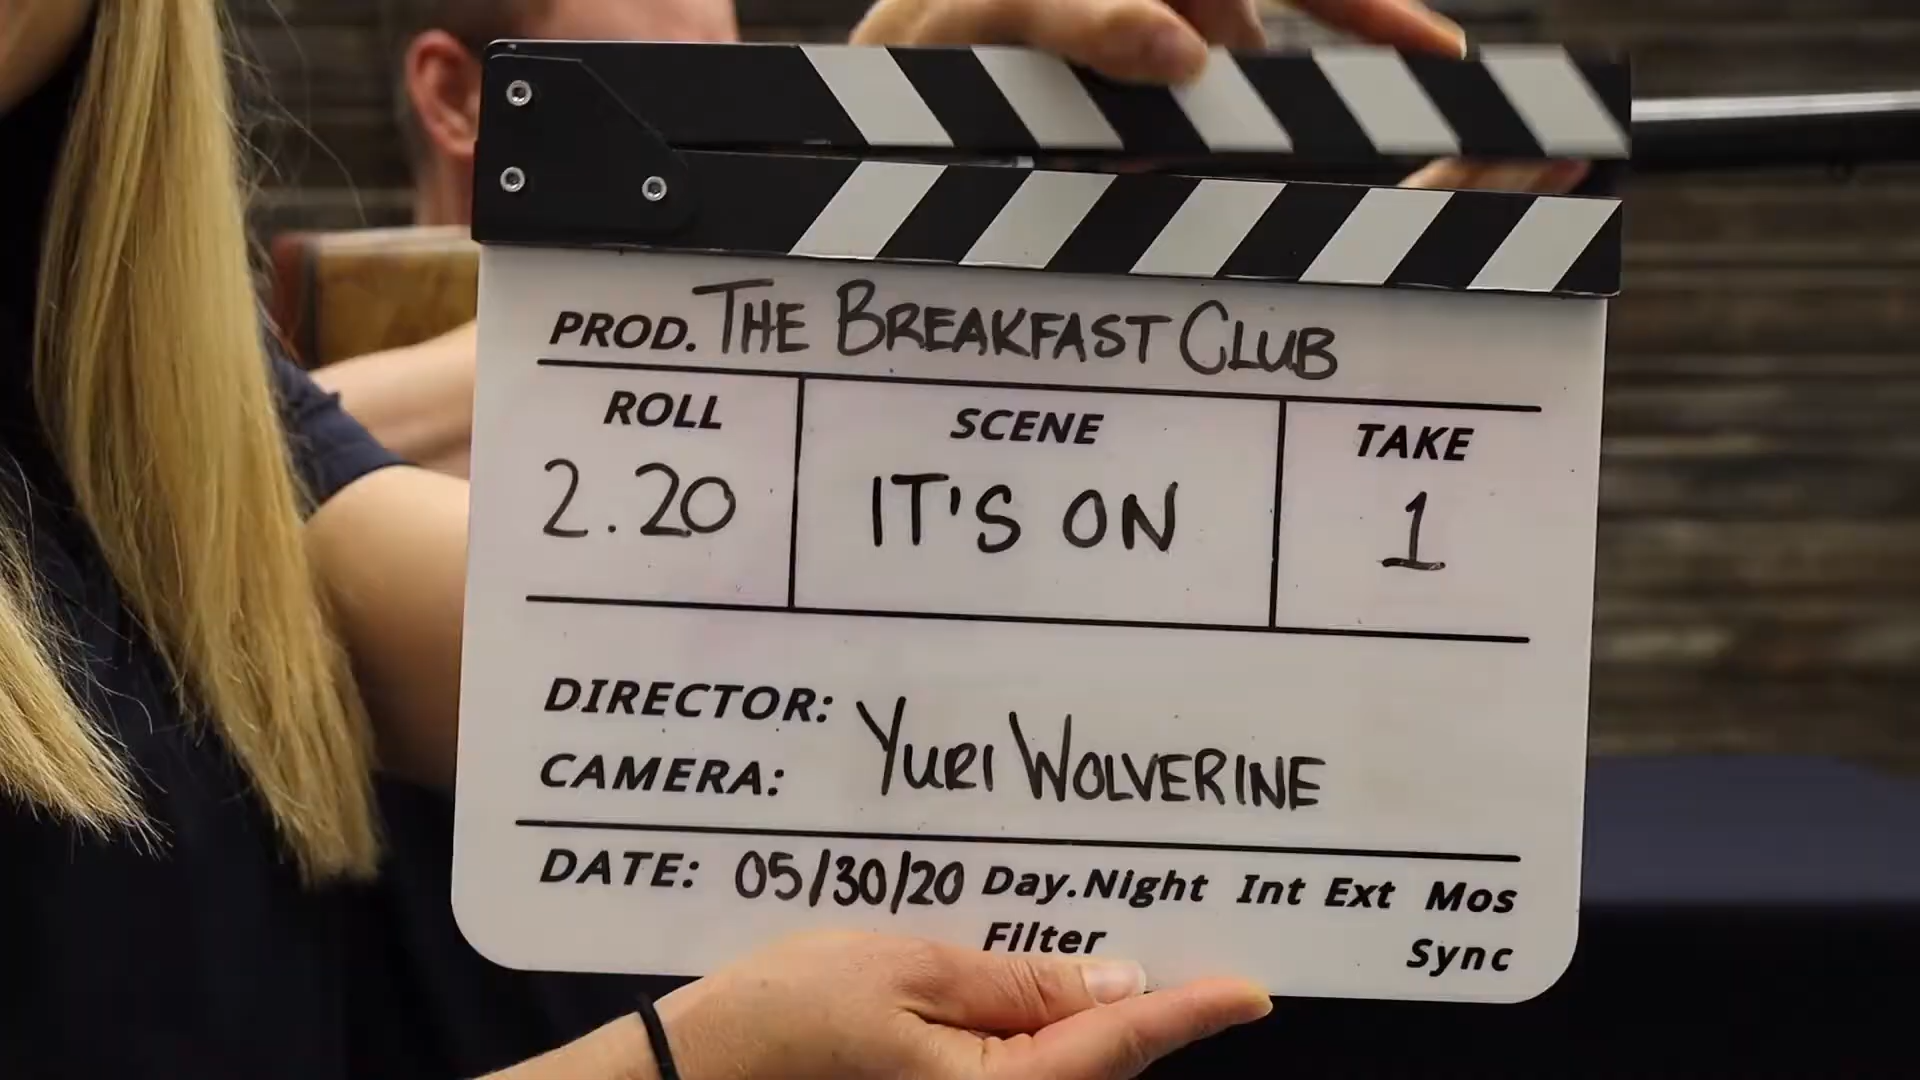 PROD. THE BREAKFAST CLUB
ROLL SCENE TAKE
2.20 IT'S ON 1
DIRECTOR:
CAMERA: YURI WOLVERINE
DATE: 05/30/20 Day.Night Int Ext Mos
Filter Sync